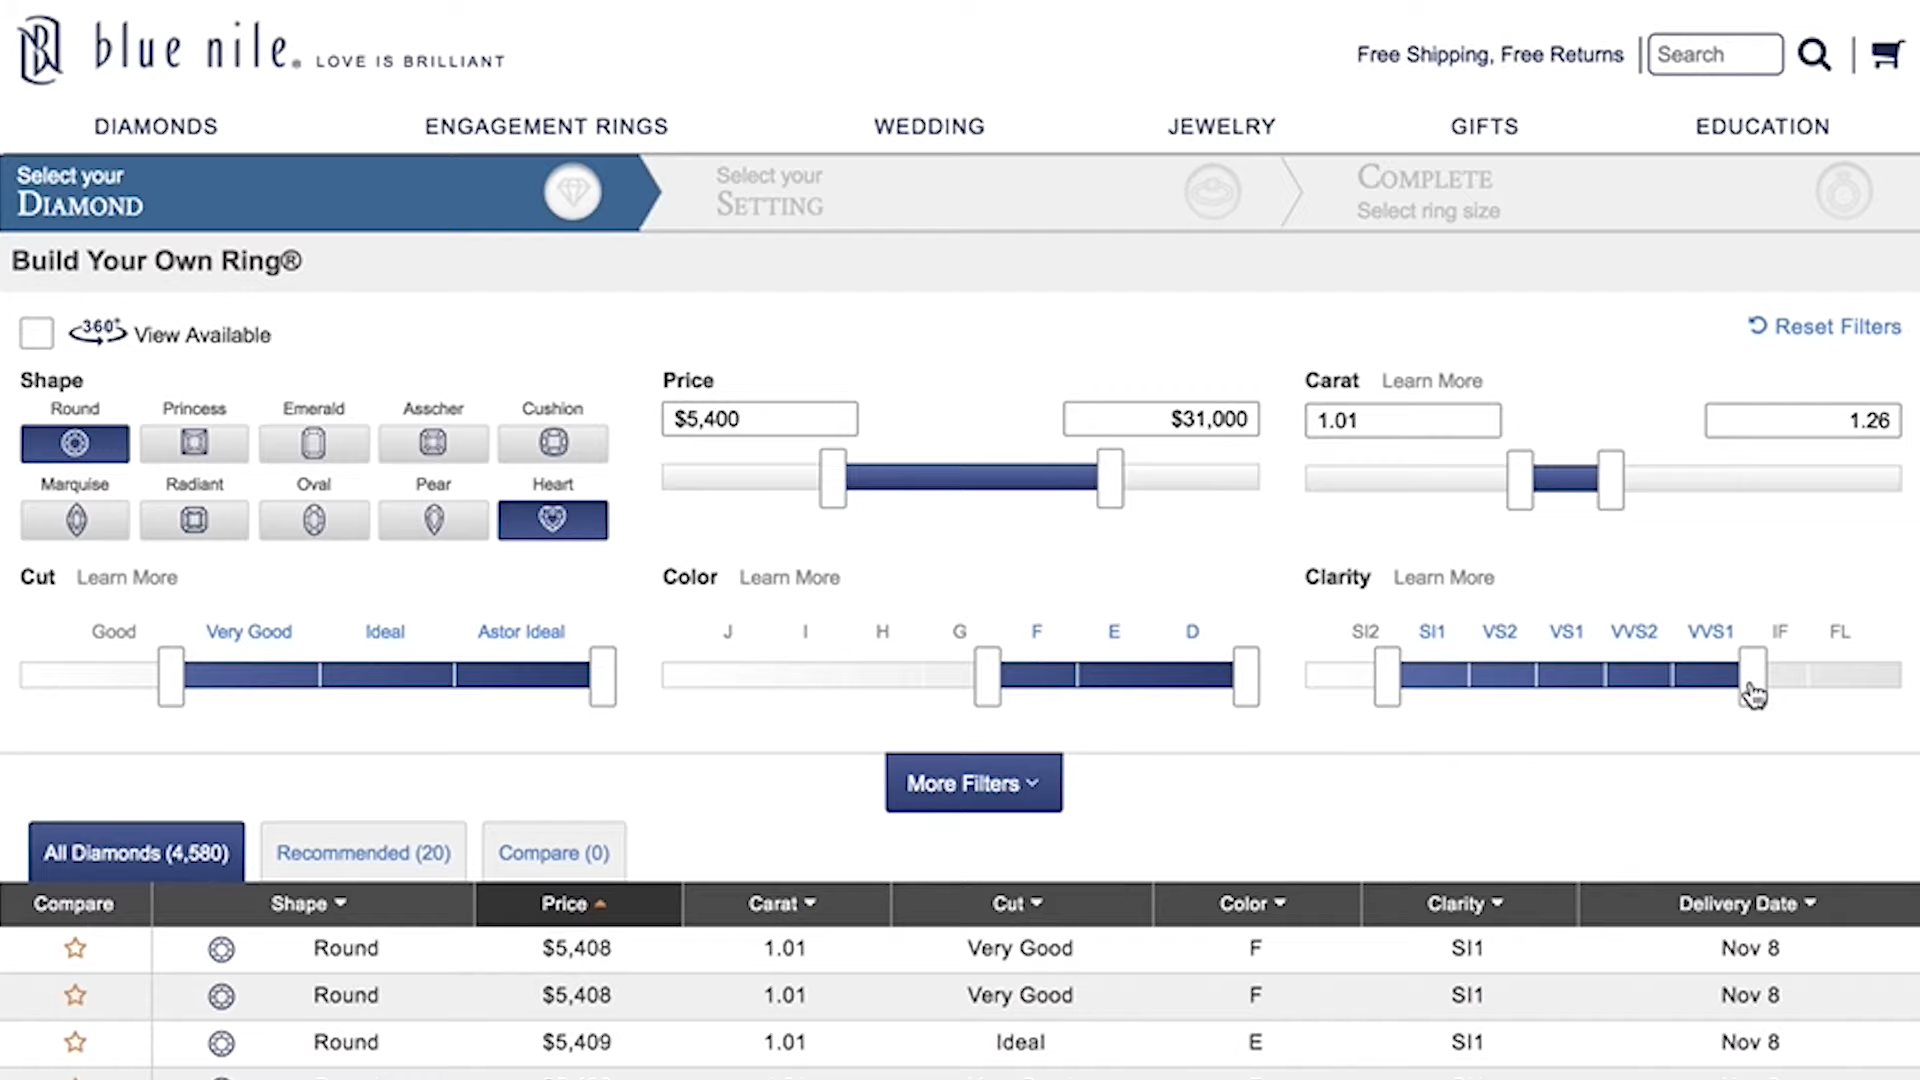 blue nile® LOVE IS BRILLIANT
Free Shipping, Free Returns
Search
DIAMONDS ENGAGEMENT RINGS WEDDING JEWELRY GIFTS EDUCATION
Select your
DIAMOND
Select your
SETTING
COMPLETE
Select ring size
Build Your Own Ring®
360° View Available
Reset Filters
Shape
Round Princess Emerald Asscher Cushion
Marquise Radiant Oval Pear Heart
Price
$5,400 $31,000
Carat Learn More
1.01 1.26
Cut Learn More
Good Very Good Ideal Astor Ideal
Color Learn More
J I H G F E D
Clarity Learn More
SI2 SI1 VS2 VS1 VVS2 VVS1 IF FL
More Filters
All Diamonds (4,580) Recommended (20) Compare (0)
Compare Shape Price Carat Cut Color Clarity Delivery Date
Round $5,408 1.01 Very Good F SI1 Nov 8
Round $5,408 1.01 Very Good F SI1 Nov 8
Round $5,409 1.01 Ideal E SI1 Nov 8